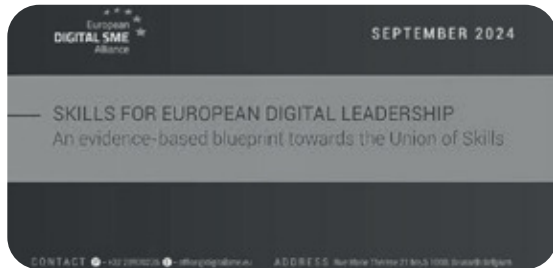 European
DIGITAL SME
Alliance
SEPTEMBER 2024
SKILLS FOR EUROPEAN DIGITAL LEADERSHIP
An evidence-based blueprint towards the Union of Skills
CONTACT
ADDRESS